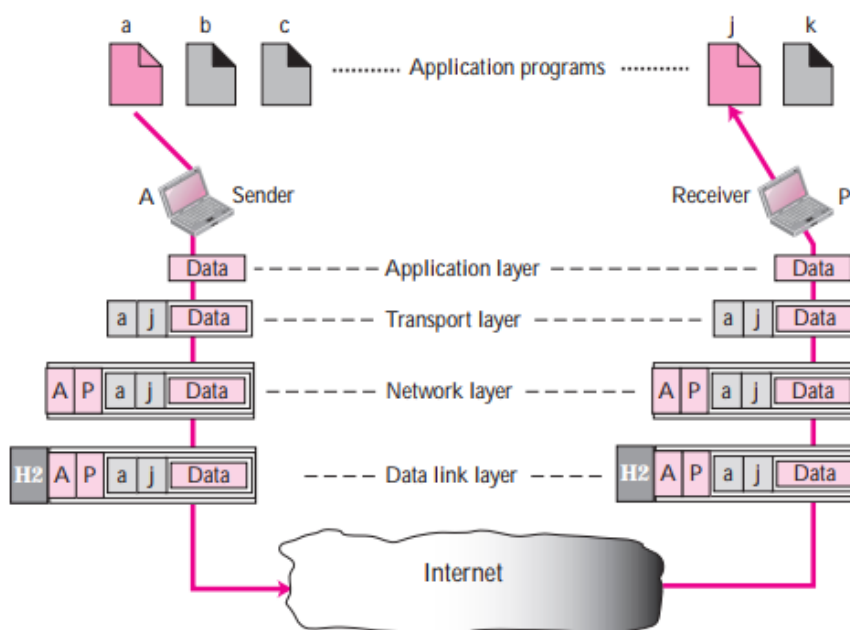 a b c j k
Application programs
A Sender Receiver P
Data Application layer Data
a j Data Transport layer a j Data
A P a j Data Network layer A P a j Data
H2 A P a j Data Data link layer H2 A P a j Data
Internet